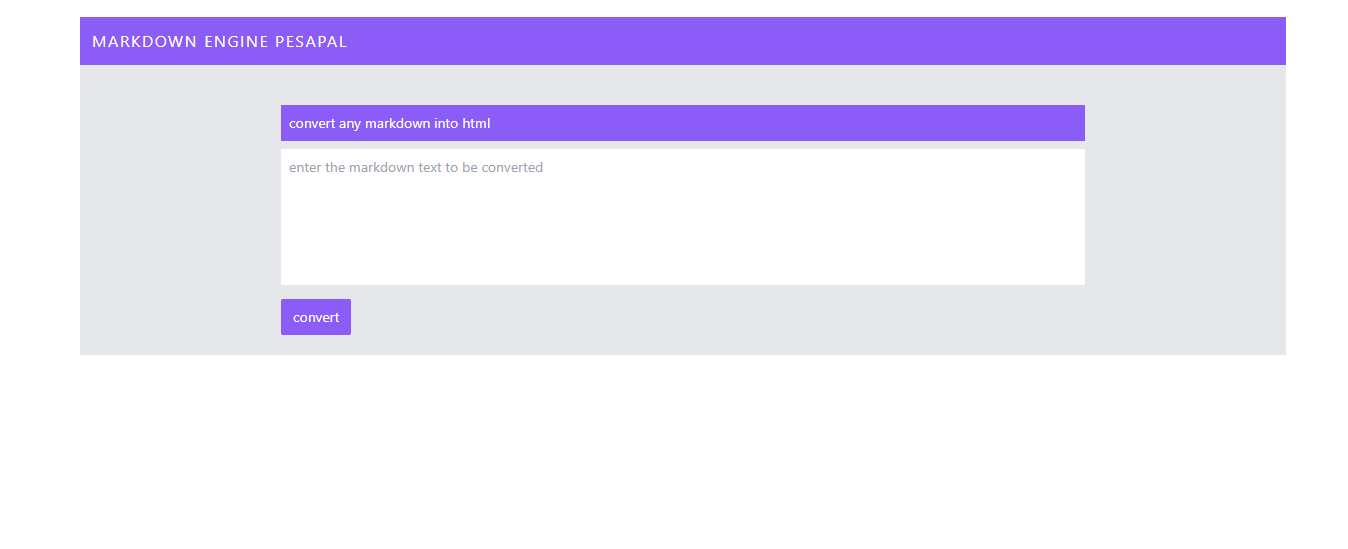 MARKDOWN ENGINE PESAPAL
convert any markdown into html
enter the markdown text to be converted
convert